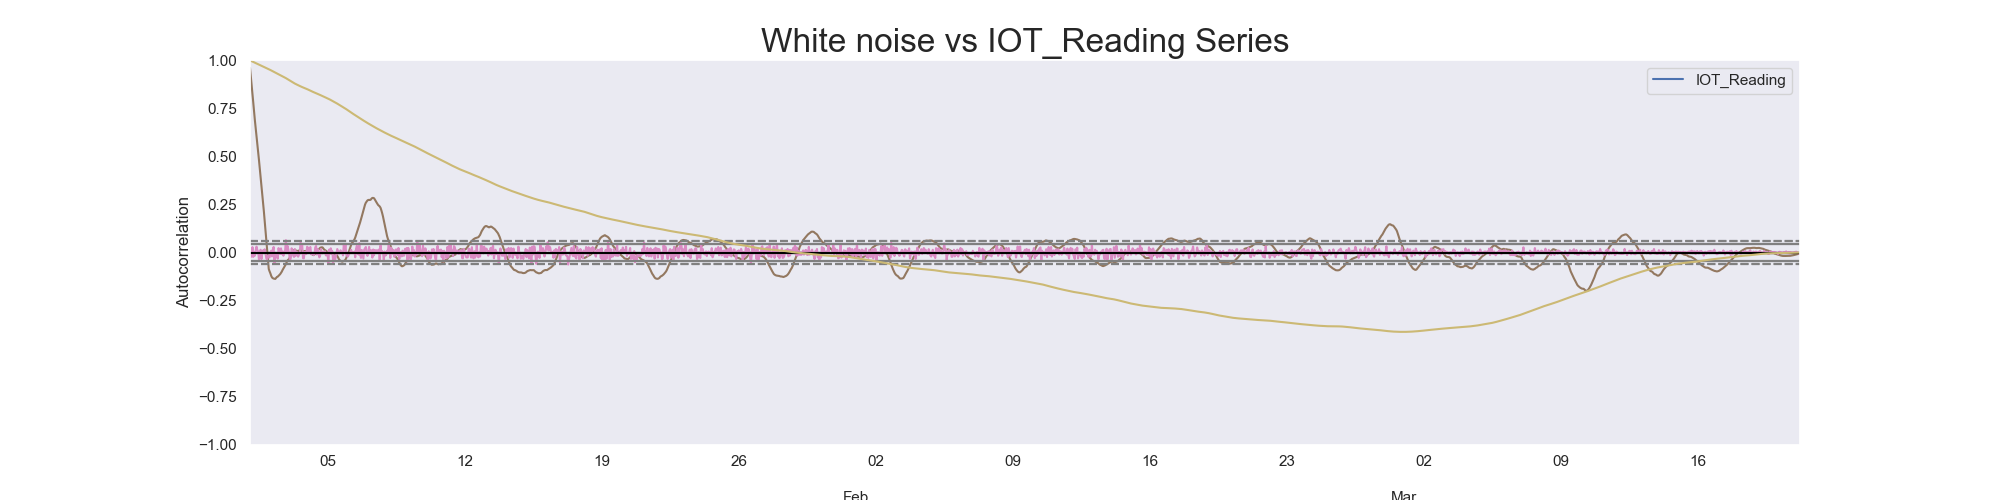 White noise vs IOT_Reading Series
IOT_Reading
Autocorrelation
1.00
0.75
0.50
0.25
0.00
−0.25
−0.50
−0.75
−1.00
05 12 19 26 02 09 16 23 02 09 16
Feb Mar